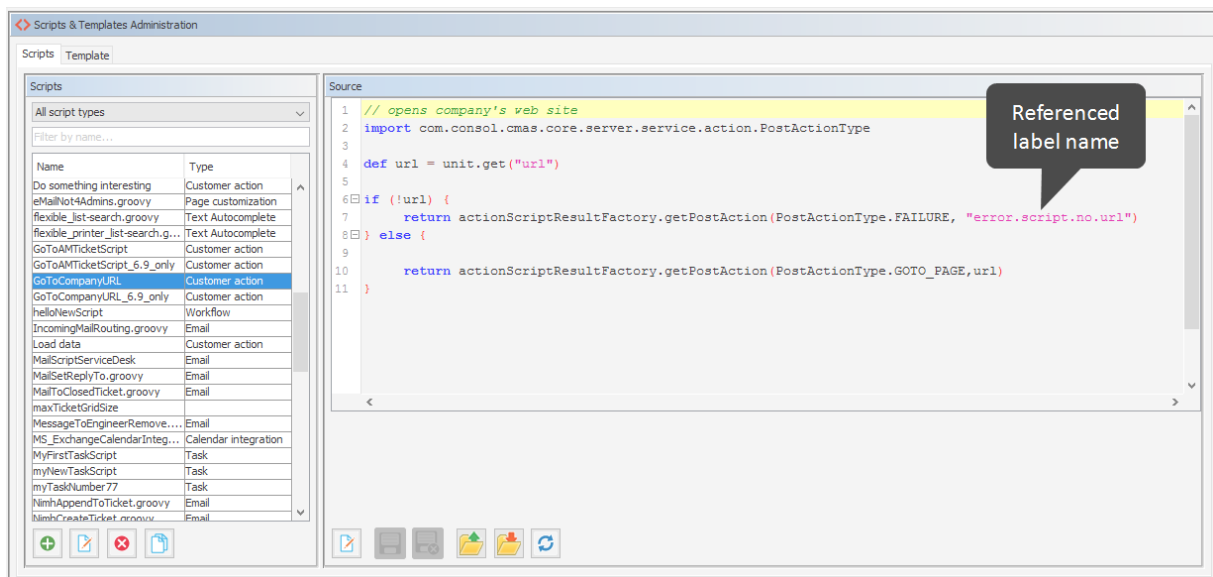 Scripts & Templates Administration
Scripts Template
Scripts
All script types
Filter by name...
Name Type
Do something interesting Customer action
eMailNot4Admins.groovy Page customization
flexible_list-search.groovy Text Autocomplete
flexible_printer_list-search.g... Text Autocomplete
GoToAMTicketScript Customer action
GoToAMTicketScript_6.9_only Customer action
GoToCompanyURL Customer action
GoToCompanyURL_6.9_only Customer action
helloNewScript Workflow
IncomingMailRouting.groovy Email
Load data Customer action
MailScriptServiceDesk Email
MailSetReplyTo.groovy Email
MailToClosedTicket.groovy Email
maxTicketGridSize
MessageToEngineerRemove.... Email
MS_ExchangeCalendarInteg... Calendar integration
MyFirstTaskScript Task
myNewTaskScript Task
myTaskNumber77 Task
NimhAppendToTicket.groovy Email
NimhCreateTicket.groovy Email
Source
1 // opens company's web site
2 import com.consol.cmas.core.server.service.action.PostActionType
3
4 def url = unit.get("url")
5
6 if (!url) {
7 return actionScriptResultFactory.getPostAction(PostActionType.FAILURE, "error.script.no.url")
8 } else {
9
10 return actionScriptResultFactory.getPostAction(PostActionType.GOTO_PAGE,url)
11 }
Referenced
label name